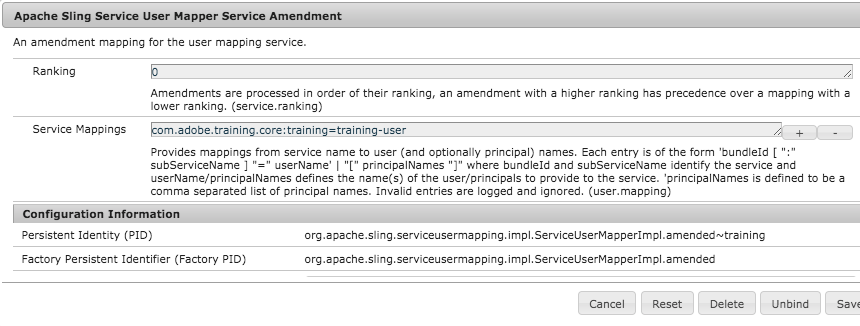 Apache Sling Service User Mapper Service Amendment
An amendment mapping for the user mapping service.
Ranking
0
Amendments are processed in order of their ranking, an amendment with a higher ranking has precedence over a mapping with a
lower ranking. (service.ranking)
Service Mappings
com.adobe.training.core:training=training-user
+ -
Provides mappings from service name to user (and optionally principal) names. Each entry is of the form 'bundleId [ ":"
subServiceName ] "=" userName' | "[" principalNames "]" where bundleId and subServiceName identify the service and
userName/principalNames defines the name(s) of the user/principals to provide to the service. 'principalNames is defined to be a
comma separated list of principal names. Invalid entries are logged and ignored. (user.mapping)
Configuration Information
Persistent Identity (PID) org.apache.sling.serviceusermapping.impl.ServiceUserMapperImpl.amended~training
Factory Persistent Identifier (Factory PID) org.apache.sling.serviceusermapping.impl.ServiceUserMapperImpl.amended
Cancel Reset Delete Unbind Save